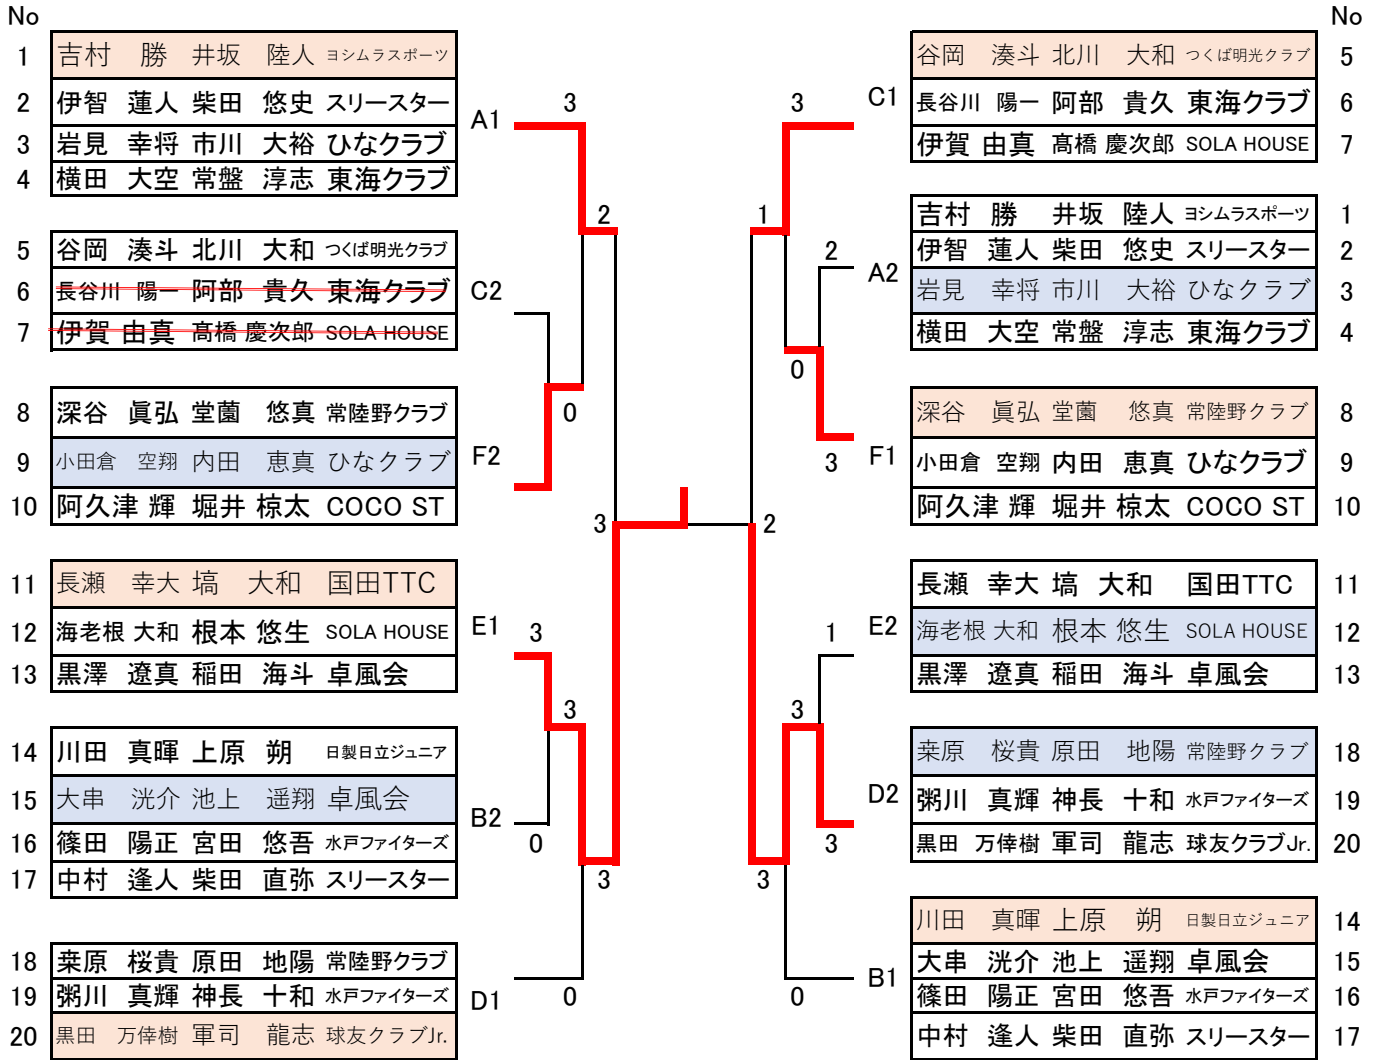 No
1 吉村 勝 井坂 陸人 ヨシムラスポーツ
2 伊智 蓮人 柴田 悠史 スリースター
3 岩見 幸将 市川 大裕 ひなクラブ
4 横田 大空 常盤 淳志 東海クラブ
A1
3
2
5 谷岡 湊斗 北川 大和 つくば明光クラブ
6 長谷川 陽一 阿部 貴久 東海クラブ
7 伊賀 由真 髙橋 慶次郎 SOLA HOUSE
C2
0
8 深谷 眞弘 堂薗 悠真 常陸野クラブ
9 小田倉 空翔 内田 恵真 ひなクラブ
10 阿久津 輝 堀井 椋太 COCO ST
F2
3
11 長瀬 幸大 塙 大和 国田TTC
12 海老根 大和 根本 悠生 SOLA HOUSE
13 黒澤 遼真 稲田 海斗 卓風会
E1
3
3
14 川田 真暉 上原 朔 日製日立ジュニア
15 大串 洸介 池上 遥翔 卓風会
16 篠田 陽正 宮田 悠吾 水戸ファイターズ
17 中村 逢人 柴田 直弥 スリースター
B2
0
3
18 桒原 桜貴 原田 地陽 常陸野クラブ
19 粥川 真輝 神長 十和 水戸ファイターズ
20 黒田 万倖樹 軍司 龍志 球友クラブJr.
D1
0
No
谷岡 湊斗 北川 大和 つくば明光クラブ 5
長谷川 陽一 阿部 貴久 東海クラブ 6
伊賀 由真 髙橋 慶次郎 SOLA HOUSE 7
C1
3
1
吉村 勝 井坂 陸人 ヨシムラスポーツ 1
伊智 蓮人 柴田 悠史 スリースター 2
岩見 幸将 市川 大裕 ひなクラブ 3
横田 大空 常盤 淳志 東海クラブ 4
A2
2
0
深谷 眞弘 堂薗 悠真 常陸野クラブ 8
小田倉 空翔 内田 恵真 ひなクラブ 9
阿久津 輝 堀井 椋太 COCO ST 10
F1
3
2
長瀬 幸大 塙 大和 国田TTC 11
海老根 大和 根本 悠生 SOLA HOUSE 12
黒澤 遼真 稲田 海斗 卓風会 13
E2
1
3
桒原 桜貴 原田 地陽 常陸野クラブ 18
粥川 真輝 神長 十和 水戸ファイターズ 19
黒田 万倖樹 軍司 龍志 球友クラブJr. 20
D2
3
3
川田 真暉 上原 朔 日製日立ジュニア 14
大串 洸介 池上 遥翔 卓風会 15
篠田 陽正 宮田 悠吾 水戸ファイターズ 16
中村 逢人 柴田 直弥 スリースター 17
B1
0